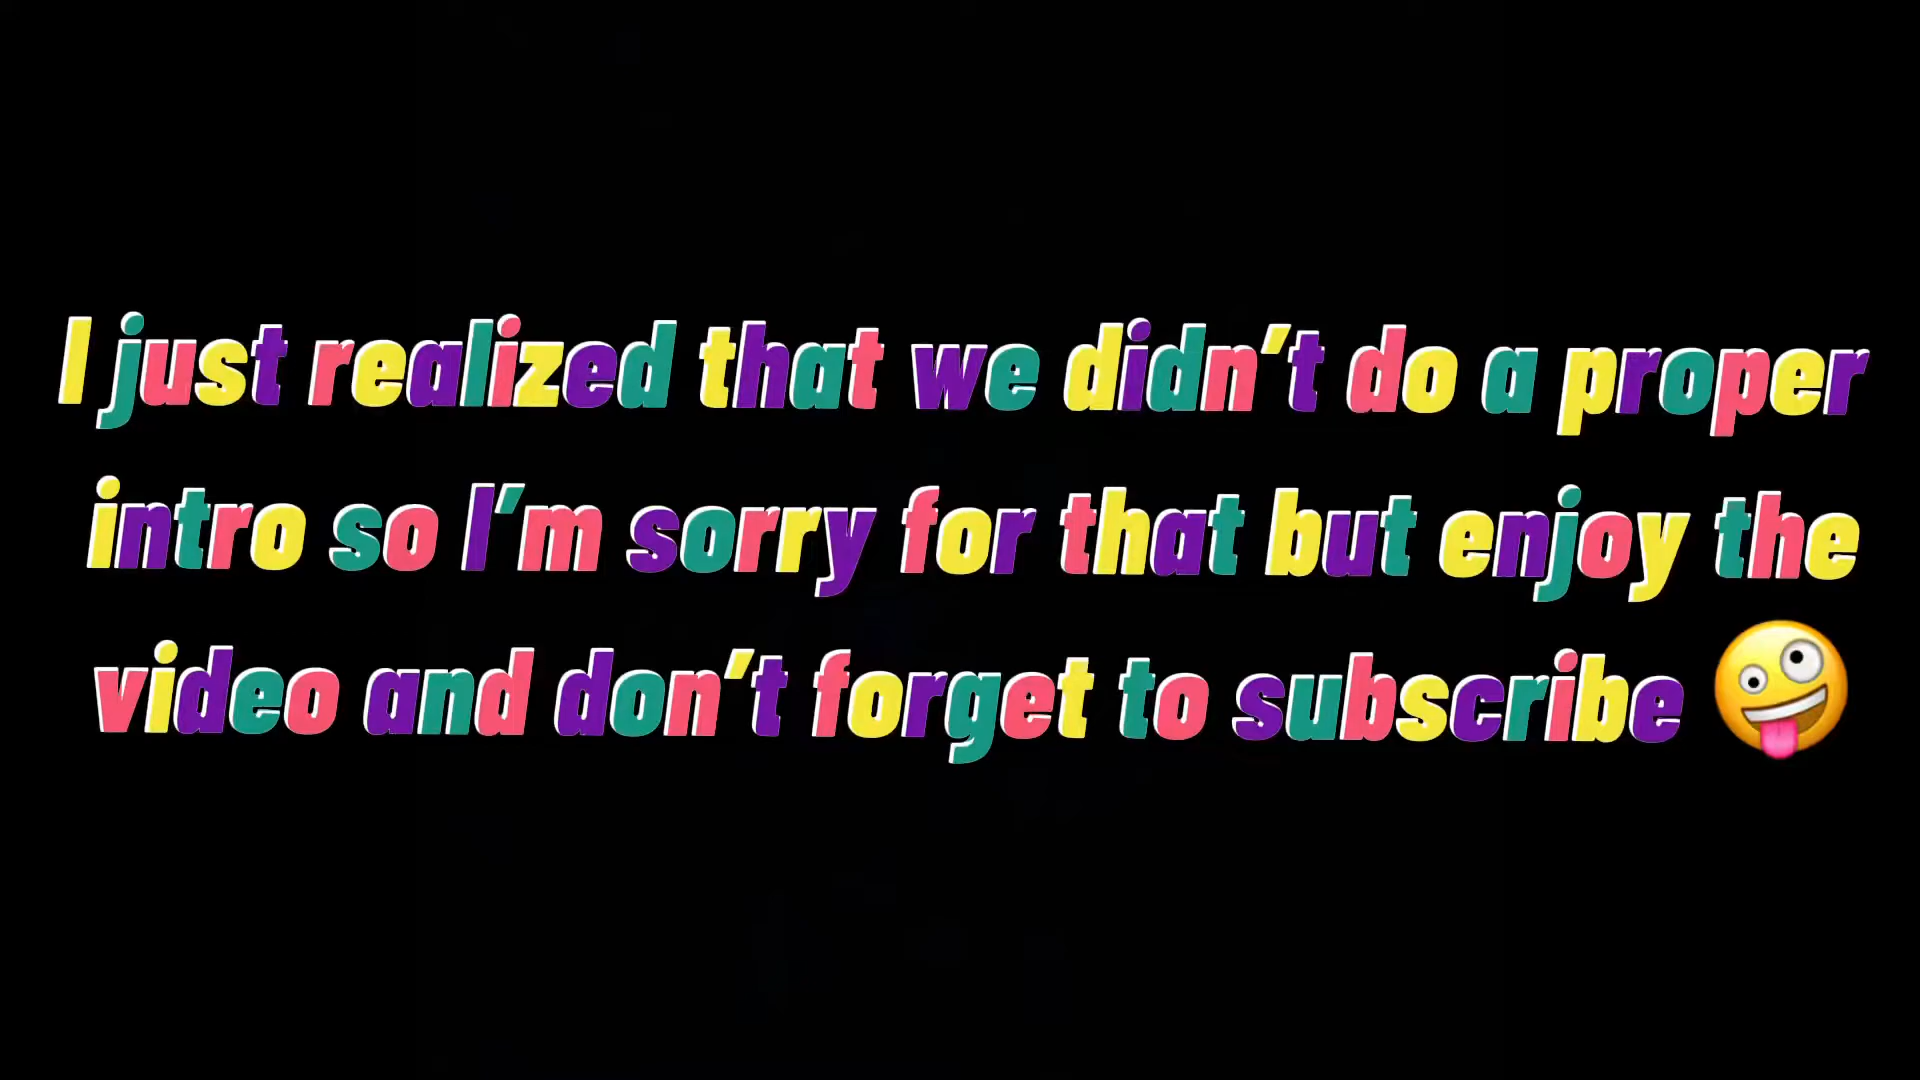 I just realized that we didn’t do a proper
intro so I’m sorry for that but enjoy the
video and don’t forget to subscribe 🤪